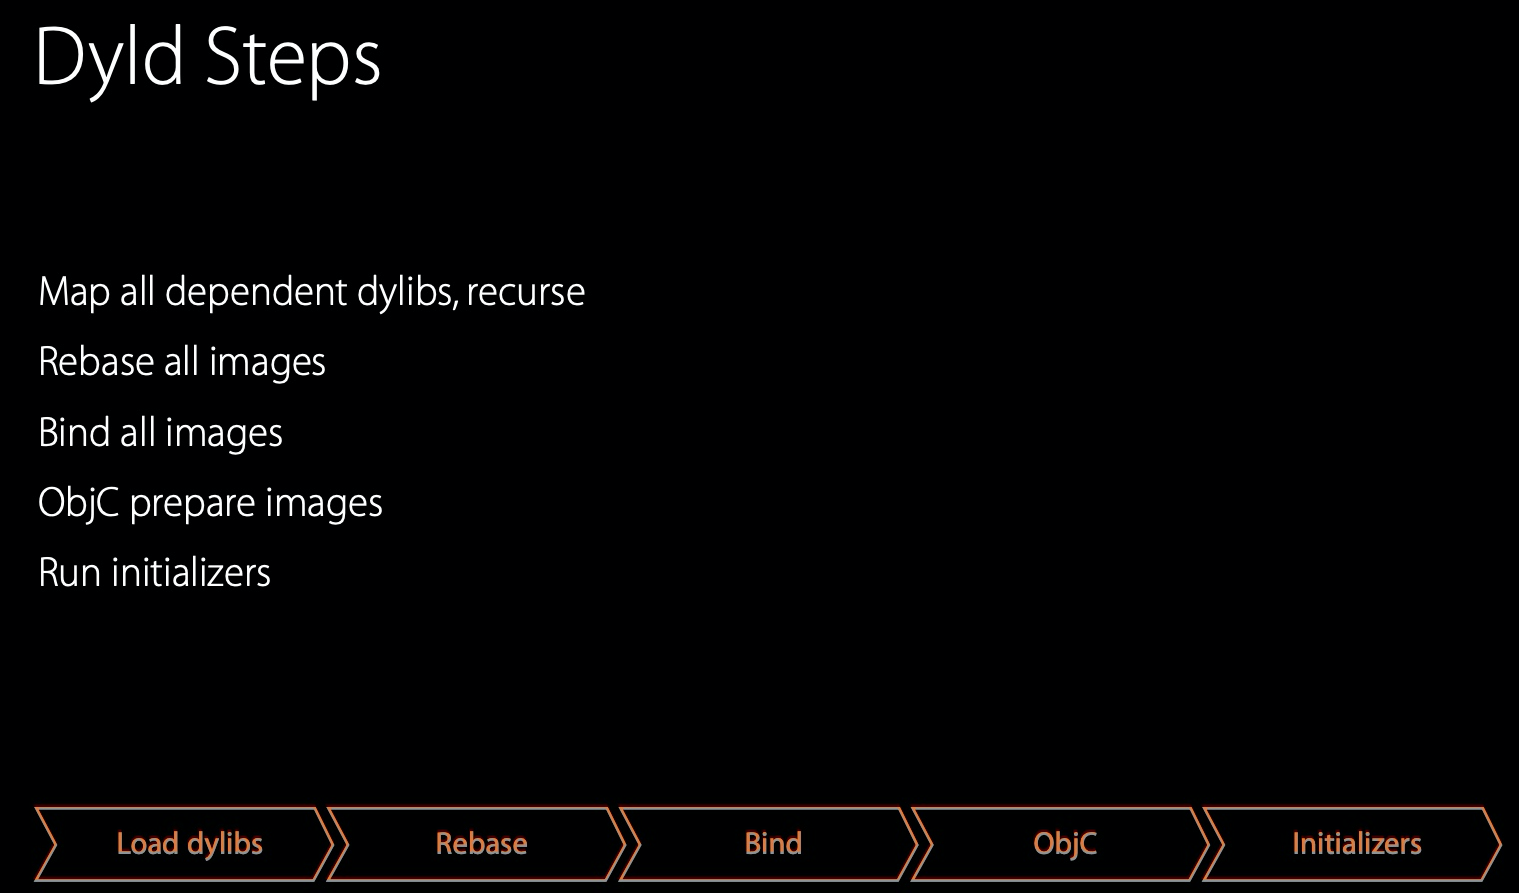 Dyld Steps
Map all dependent dylibs, recurse
Rebase all images
Bind all images
ObjC prepare images
Run initializers
Load dylibs
Rebase
Bind
ObjC
Initializers